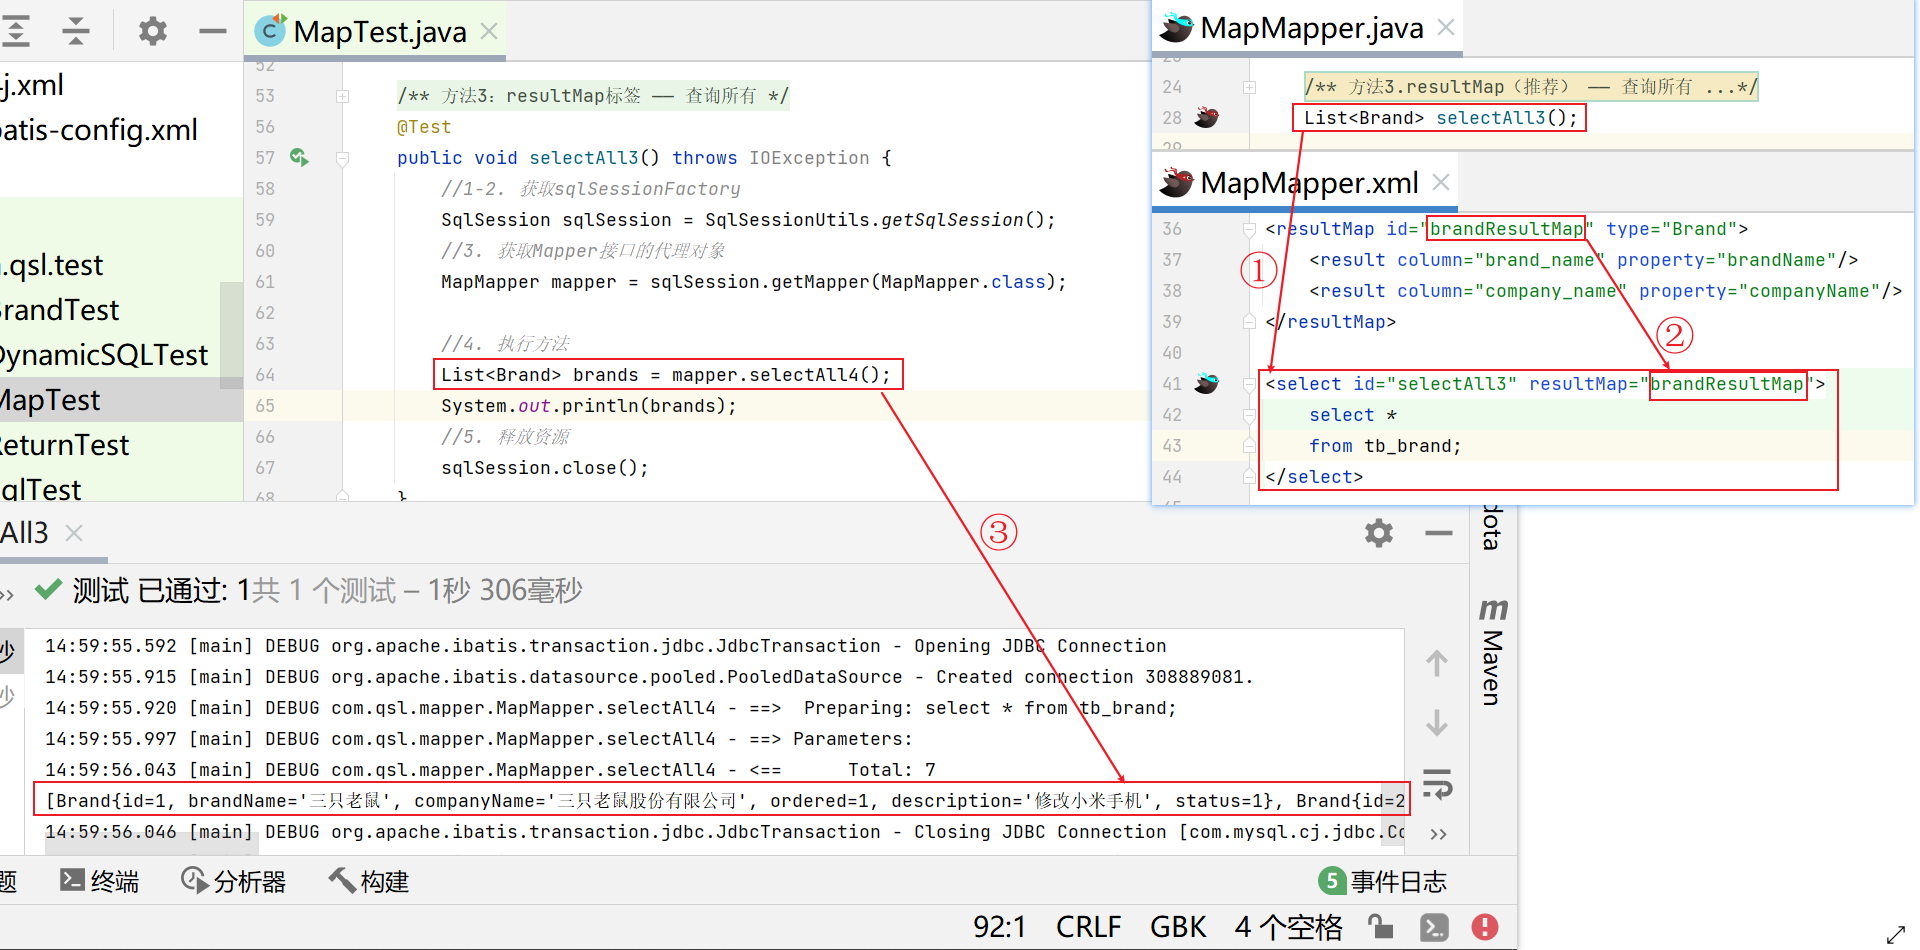 MapTest.java
MapMapper.java
MapMapper.xml
j.xml
atis-config.xml
.qsl.test
BrandTest
DynamicSQLTest
MapTest
ReturnTest
qlTest
52
53 /** 方法3：resultMap标签 —— 查询所有 */
56 @Test
57 public void selectAll3() throws IOException {
58 //1-2. 获取sqlSessionFactory
59 SqlSession sqlSession = SqlSessionUtils.getSqlSession();
60 //3. 获取Mapper接口的代理对象
61 MapMapper mapper = sqlSession.getMapper(MapMapper.class);
62
63 //4. 执行方法
64 List<Brand> brands = mapper.selectAll4();
65 System.out.println(brands);
66 //5. 释放资源
67 sqlSession.close();
68 }
24 /** 方法3.resultMap（推荐） —— 查询所有 ...*/
28 List<Brand> selectAll3();
29
36 <resultMap id="brandResultMap" type="Brand">
37 <result column="brand_name" property="brandName"/>
38 <result column="company_name" property="companyName"/>
39 </resultMap>
40
41 <select id="selectAll3" resultMap="brandResultMap">
42 select *
43 from tb_brand;
44 </select>
①
②
③
All3
测试 已通过: 1共 1 个测试 – 1秒 306毫秒
14:59:55.592 [main] DEBUG org.apache.ibatis.transaction.jdbc.JdbcTransaction - Opening JDBC Connection
14:59:55.915 [main] DEBUG org.apache.ibatis.datasource.pooled.PooledDataSource - Created connection 308889081.
14:59:55.920 [main] DEBUG com.qsl.mapper.MapMapper.selectAll4 - ==>  Preparing: select * from tb_brand;
14:59:55.997 [main] DEBUG com.qsl.mapper.MapMapper.selectAll4 - ==> Parameters:
14:59:56.043 [main] DEBUG com.qsl.mapper.MapMapper.selectAll4 - <==      Total: 7
[Brand{id=1, brandName='三只老鼠', companyName='三只老鼠股份有限公司', ordered=1, description='修改小米手机', status=1}, Brand{id=2
14:59:56.046 [main] DEBUG org.apache.ibatis.transaction.jdbc.JdbcTransaction - Closing JDBC Connection [com.mysql.cj.jdbc.Co
dota
m
Maven
题 终端 分析器 构建 5 事件日志
92:1 CRLF GBK 4 个空格